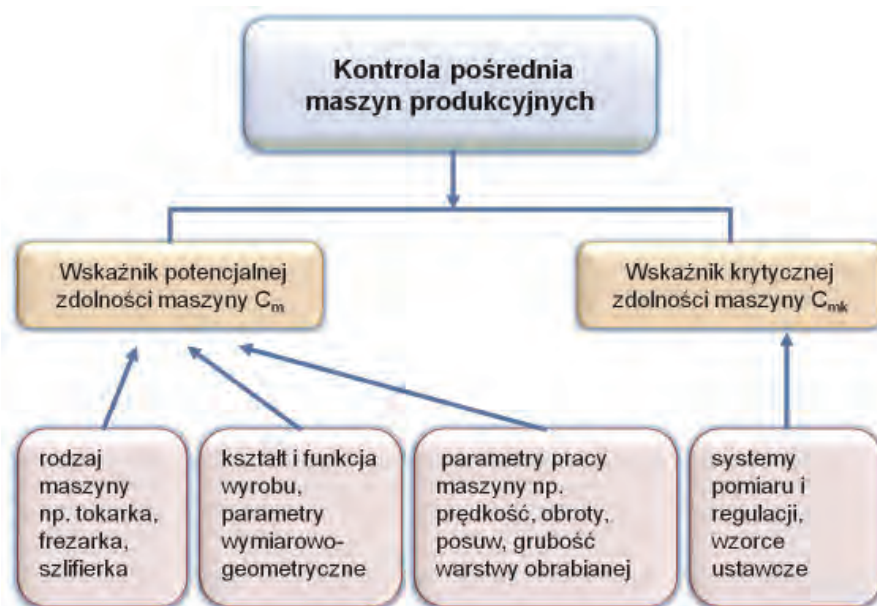 Kontrola pośrednia
maszyn produkcyjnych
Wskaźnik potencjalnej
zdolności maszyny Cm
Wskaźnik krytycznej
zdolności maszyny Cmk
rodzaj
maszyny
np. tokarka,
frezarka,
szlifierka
kształt i funkcja
wyrobu,
parametry
wymiarowo-
geometryczne
parametry pracy
maszyny np.
prędkość, obroty,
posuw, grubość
warstwy obrabianej
systemy
pomiaru i
regulacji,
wzorce
ustawcze